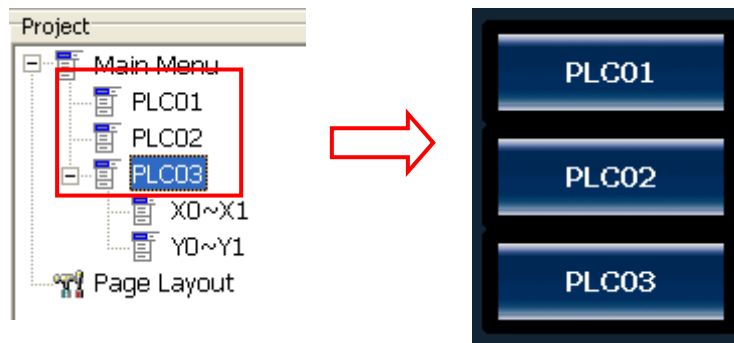 Project
Main Menu
PLC01
PLC02
PLC03
X0~X1
Y0~Y1
Page Layout
PLC01
PLC02
PLC03